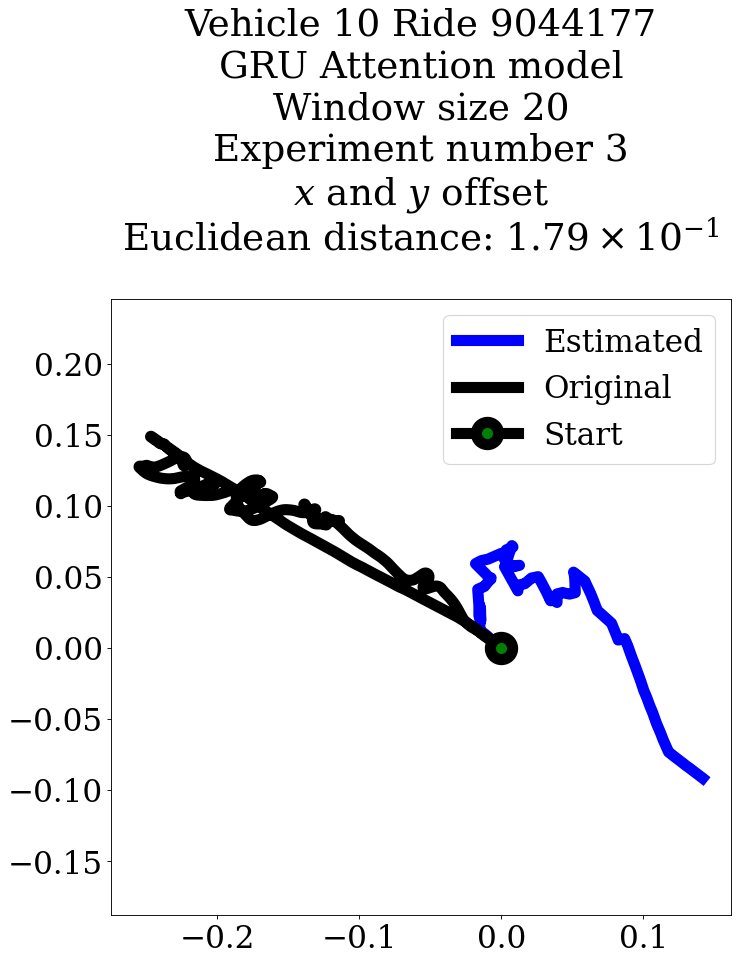 Vehicle 10 Ride 9044177
GRU Attention model
Window size 20
Experiment number 3
x and y offset
Euclidean distance: 1.79 × 10⁻¹
Estimated
Original
Start
0.20
0.15
0.10
0.05
0.00
−0.05
−0.10
−0.15
−0.2 −0.1 0.0 0.1